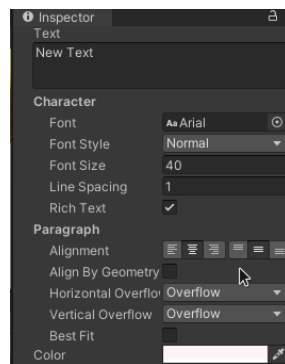 Inspector
Text
New Text
Character
Font Aa Arial
Font Style Normal
Font Size 40
Line Spacing 1
Rich Text
Paragraph
Alignment
Align By Geometry
Horizontal Overflo Overflow
Vertical Overflow Overflow
Best Fit
Color